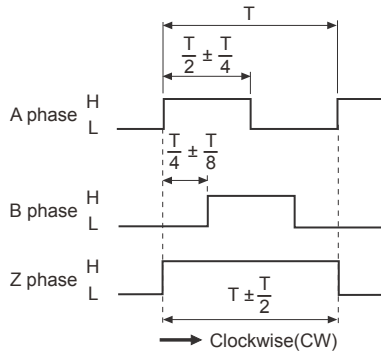 T
T/2 ± T/4
A phase H
L
T/4 ± T/8
B phase H
L
Z phase H
L
T ± T/2
Clockwise(CW)